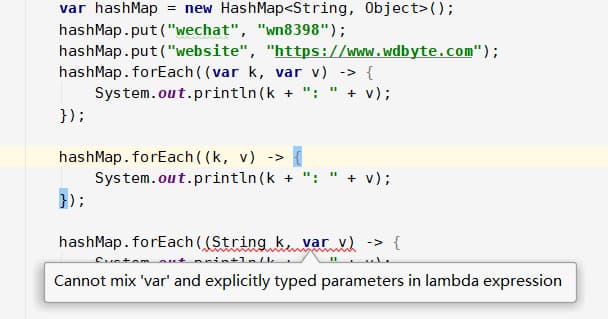 var hashMap = new HashMap<String, Object>();
hashMap.put("wechat", "wn8398");
hashMap.put("website", "https://www.wdbyte.com");
hashMap.forEach((var k, var v) -> {
System.out.println(k + ": " + v);
});
hashMap.forEach((k, v) -> {
System.out.println(k + ": " + v);
});
hashMap.forEach((String k, var v) -> {
Cannot mix 'var' and explicitly typed parameters in lambda expression